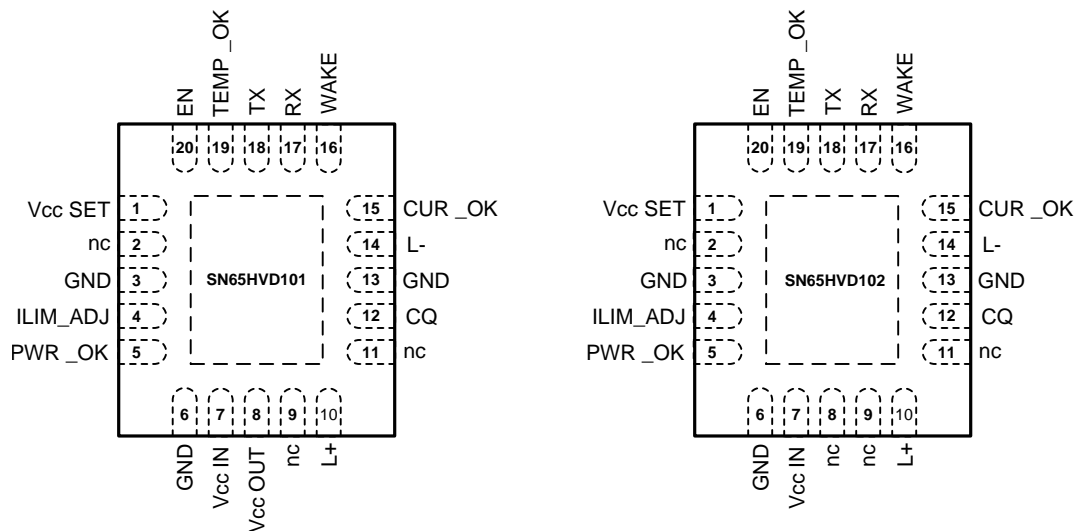 EN
TEMP _OK
TX
RX
WAKE
20
19
18
17
16
Vcc SET
nc
GND
ILIM_ADJ
PWR _OK
1
2
3
4
5
SN65HVD101
15
14
13
12
11
CUR _OK
L-
GND
CQ
nc
6
7
8
9
10
GND
Vcc IN
Vcc OUT
nc
L+
EN
TEMP _OK
TX
RX
WAKE
20
19
18
17
16
Vcc SET
nc
GND
ILIM_ADJ
PWR _OK
1
2
3
4
5
SN65HVD102
15
14
13
12
11
CUR _OK
L-
GND
CQ
nc
6
7
8
9
10
GND
Vcc IN
nc
nc
L+